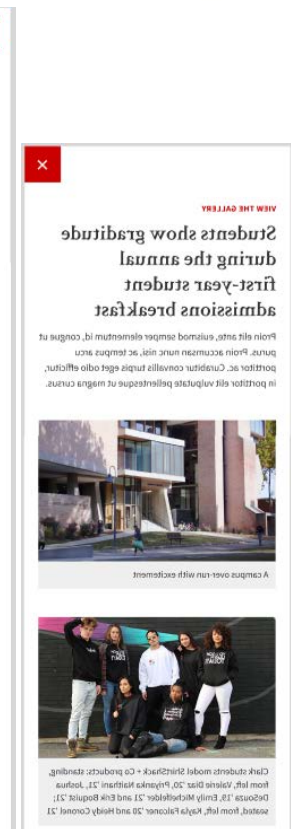 VIEW THE GALLERY
Students show graditude
during the annual
first-year student
admissions breakfast
Proin elit ante, euismod semper elementum id, congue ut
purus. Proin accumsan nunc nisi, ac tempus arcu
porttitor ac. Curabitur convallis turpis eget odio efficitur,
in porttitor elit vulputate pellentesque ut magna cursus.
A campus over-run with excitement
Clark students model ShirtShack + Co products: standing,
from left, Valerie Diaz '20, Priyanka Naithani '21, Joshua
DeSouza '19, Emily Michelfelder '21 and Erik Boquist '21;
seated, from left, Kayla Falconer '20 and Heidy Coronel '21